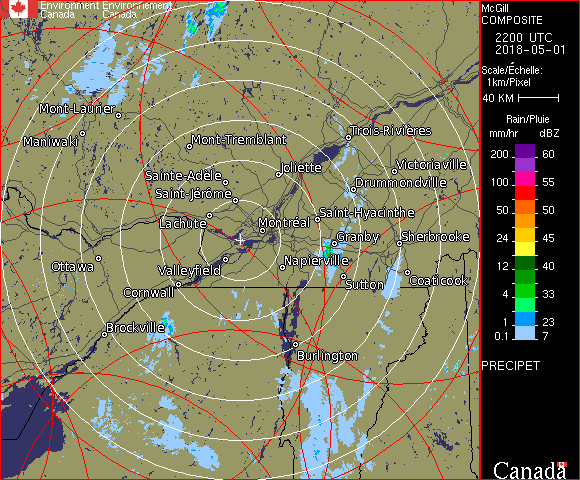 Environment Environnement
Canada Canada
McGill
COMPOSITE
2200 UTC
2018-05-01
Scale/Échelle:
1km/Pixel
40 KM
Rain/Pluie
mm/hr dBZ
200 60
150 57
100 55
50 50
24 45
12 40
4 33
1 23
0.1 7
PRECIPET
Canada
Mont-Laurier
Maniwaki
Mont-Tremblant
Trois-Rivières
Joliette
Victoriaville
Sainte-Adèle
Saint-Jérôme
Drummondville
Lachute
Montréal
Saint-Hyacinthe
Granby
Sherbrooke
Ottawa
Valleyfield
Napierville
Cornwall
Sutton
Coaticook
Brockville
Burlington